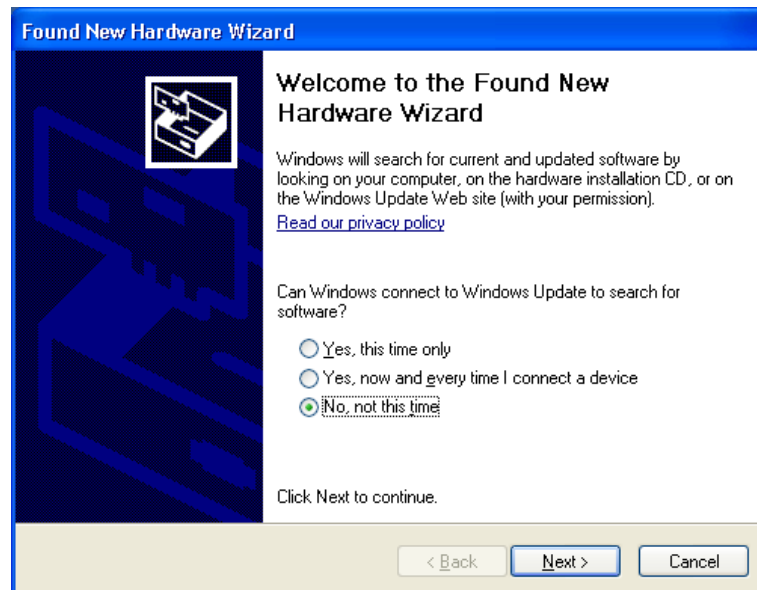 Found New Hardware Wizard
Welcome to the Found New
Hardware Wizard
Windows will search for current and updated software by
looking on your computer, on the hardware installation CD, or on
the Windows Update Web site (with your permission).
Read our privacy policy
Can Windows connect to Windows Update to search for
software?
Yes, this time only
Yes, now and every time I connect a device
No, not this time
Click Next to continue.
< Back
Next >
Cancel